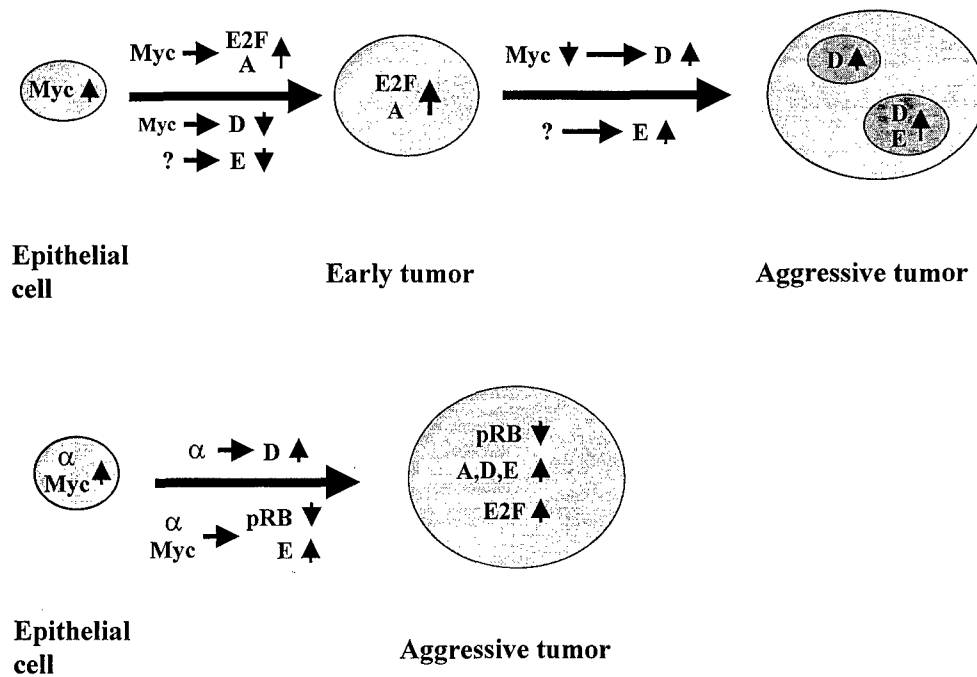 Myc → E2F ↑
A
Myc ↑
Myc → D ↓
? → E ↓
E2F ↑
A
Myc ↓ → D ↑
? → E ↑
D ↑
D ↑
E
Epithelial
cell
Early tumor
Aggressive tumor
α
Myc ↑
α → D ↑
α
Myc → pRB ↓
E ↑
pRB ↓
A,D,E ↑
E2F ↑
Epithelial
cell
Aggressive tumor